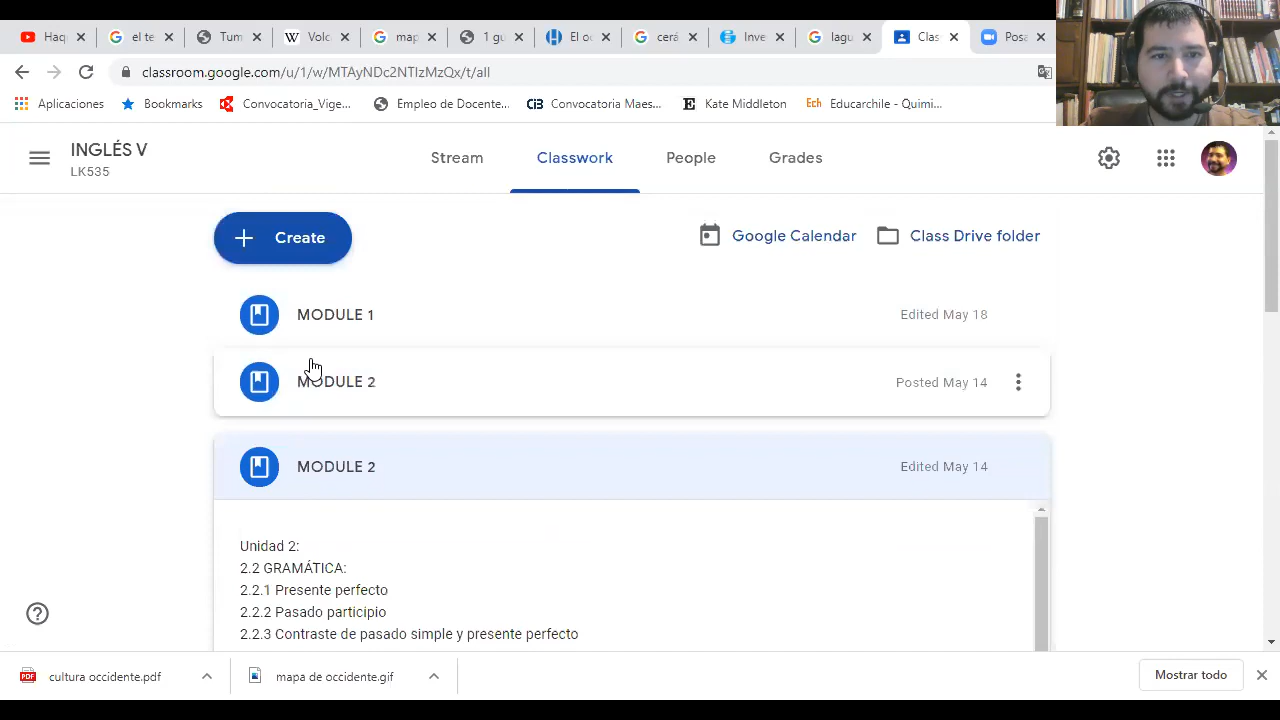 Haq
el te
Tum
Volc
map
1 gu
El oc
cerá
Inve
lagu
Clas
Posa
classroom.google.com/u/1/w/MTAyNDc2NTIzMzQx/t/all
Aplicaciones
Bookmarks
Convocatoria_Vige...
Empleo de Docente...
Convocatoria Maes...
Kate Middleton
Educarchile - Quimi...
INGLÉS V
LK535
Stream
Classwork
People
Grades
Create
Google Calendar
Class Drive folder
MODULE 1
Edited May 18
MODULE 2
Posted May 14
MODULE 2
Edited May 14
Unidad 2:
2.2 GRAMÁTICA:
2.2.1 Presente perfecto
2.2.2 Pasado participio
2.2.3 Contraste de pasado simple y presente perfecto
cultura occidente.pdf
mapa de occidente.gif
Mostrar todo